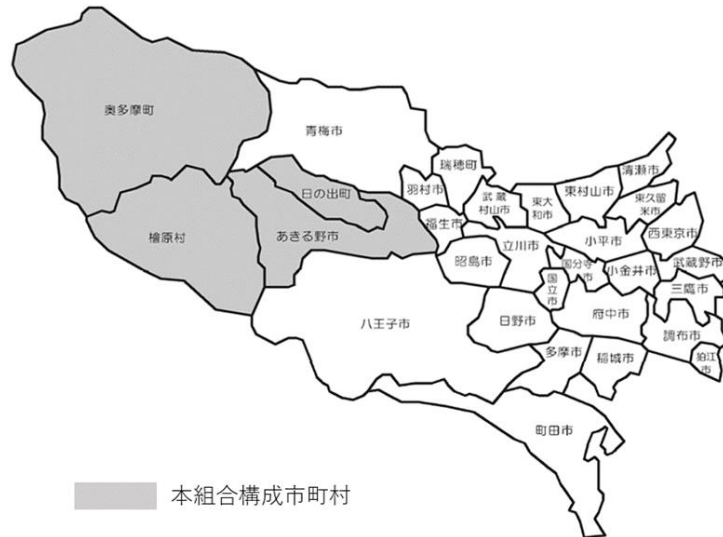 奥多摩町
青梅市
瑞穂町
清瀬市
羽村市
日の出町
東村山市
武蔵
村山市
東大
和市
東久留
米市
福生市
檜原村
あきる野市
立川市
小平市
西東京市
昭島市
国分寺
市
小金井市
武蔵野市
国
立
市
三鷹市
八王子市
日野市
府中市
調布市
多摩市
稲城市
狛江
市
町田市
本組合構成市町村